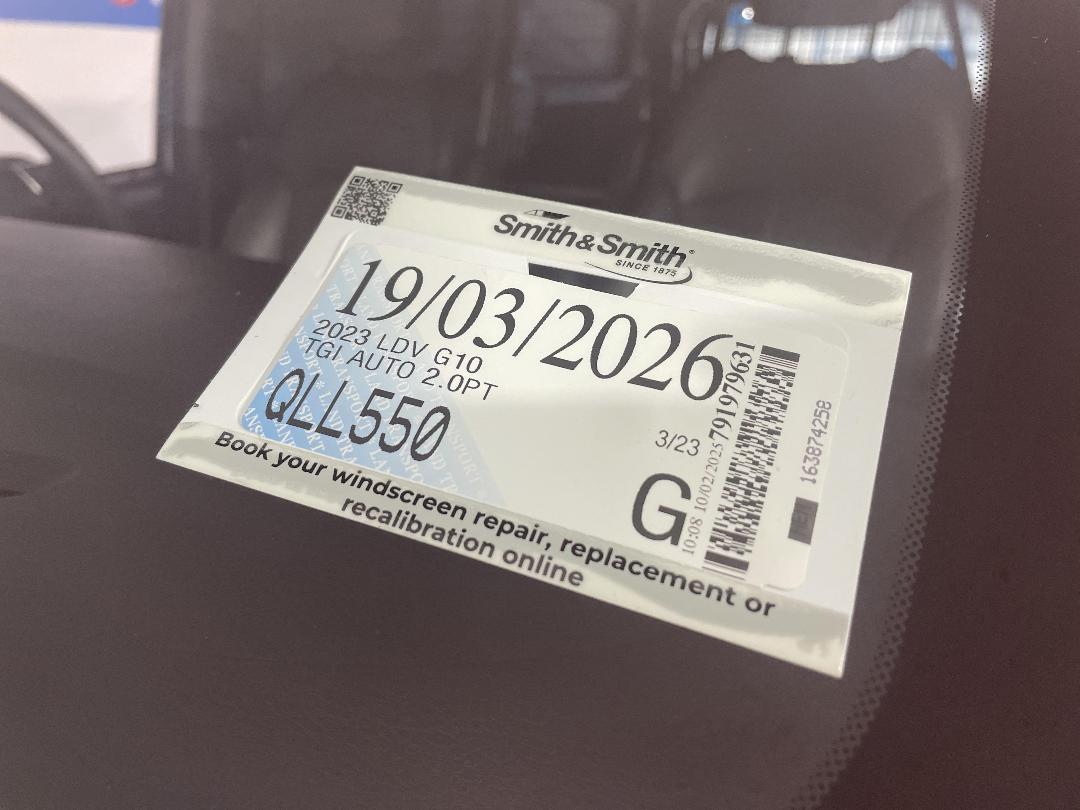 Smith&Smith®
SINCE 1875
19/03/2026
2023 LDV G10
TGI AUTO 2.0PT
QLL550
3/23
G
10:08 10/02/2025 791979631
163874258
Book your windscreen repair, replacement or
recalibration online